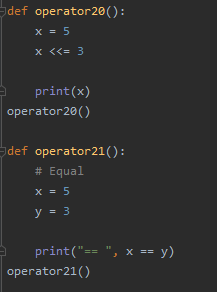 def operator20():
    x = 5
    x <<= 3

    print(x)
operator20()

def operator21():
    # Equal
    x = 5
    y = 3

    print("== ", x == y)
operator21()